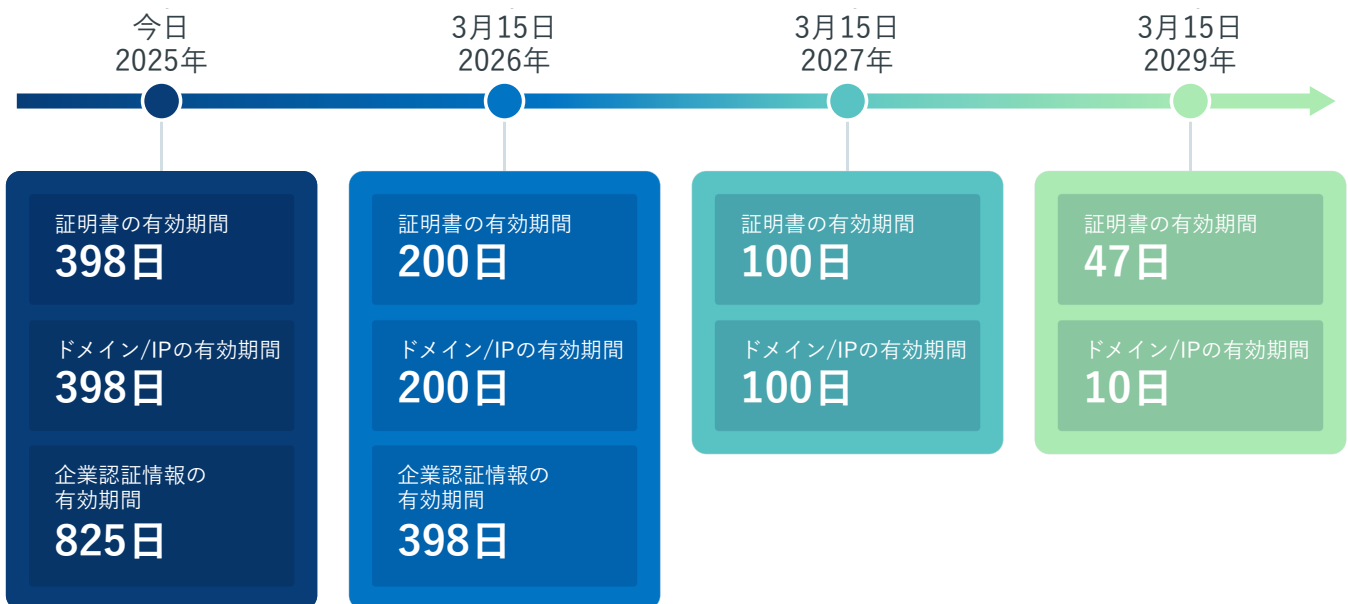 今日
2025年
3月15日
2026年
3月15日
2027年
3月15日
2029年
証明書の有効期間
398日
ドメイン/IPの有効期間
398日
企業認証情報の
有効期間
825日
証明書の有効期間
200日
ドメイン/IPの有効期間
200日
企業認証情報の
有効期間
398日
証明書の有効期間
100日
ドメイン/IPの有効期間
100日
証明書の有効期間
47日
ドメイン/IPの有効期間
10日